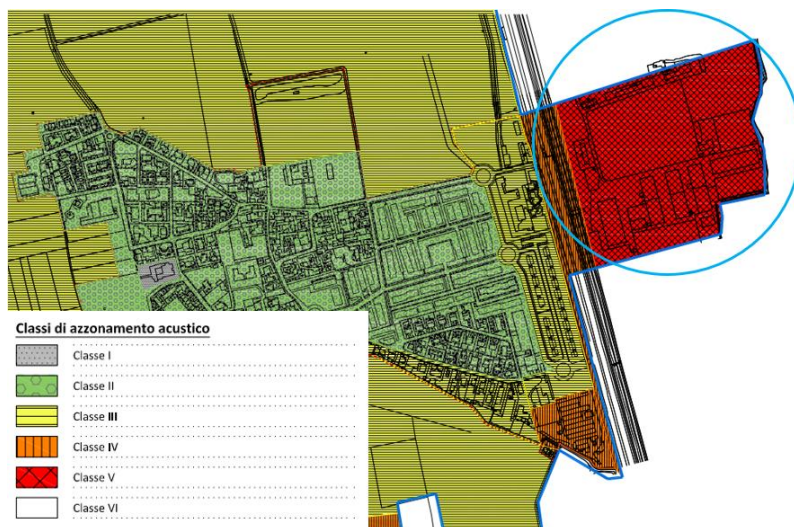 Classi di azzonamento acustico
Classe I
Classe II
Classe III
Classe IV
Classe V
Classe VI